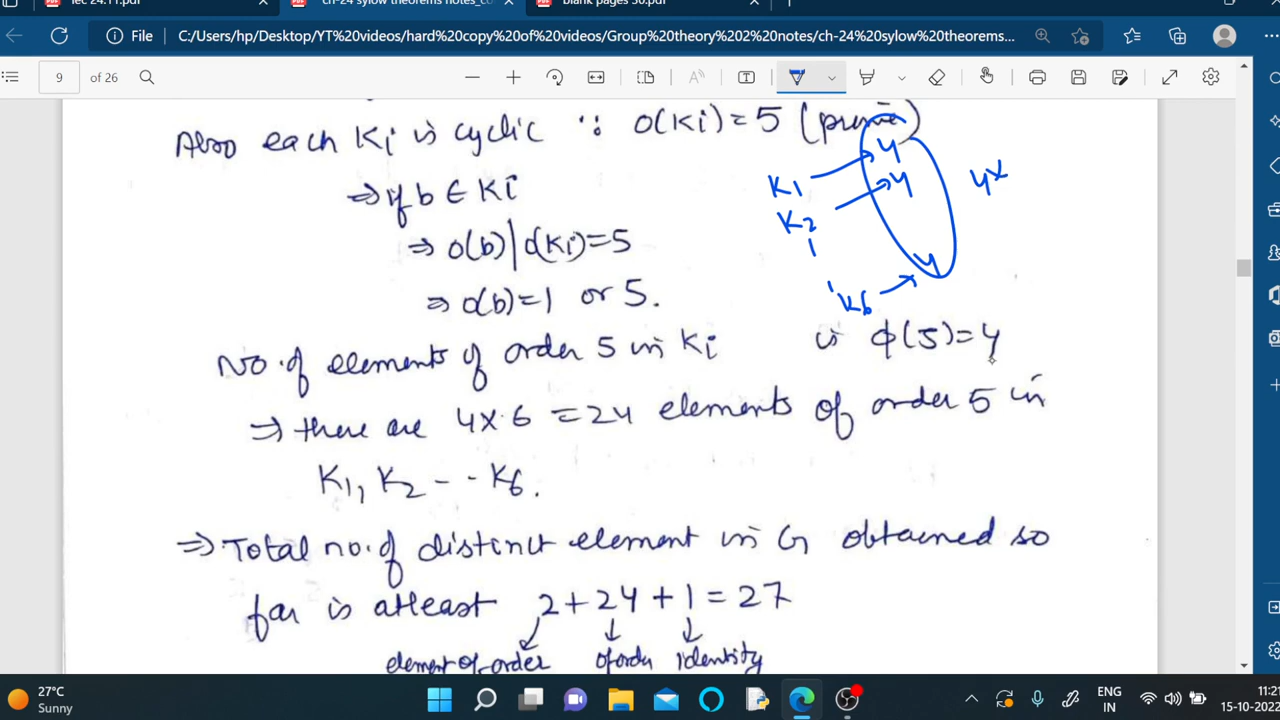 lec 24.11.pdf
ch-24 sylow theorems notes_co
blank pages 50.pdf
File
C:/Users/hp/Desktop/YT%20videos/hard%20copy%20of%20videos/Group%20theory%202%20notes/ch-24%20sylow%20theorems...
9 of 26
Also each Ki is cyclic ∵ o(Ki) = 5 (prime)
⇒ if b ∈ Ki
⇒ o(b) | o(Ki) = 5
⇒ o(b) = 1 or 5.
K1 → 4
K2 → 4
K6 → 4
4x
No. of elements of order 5 in Ki is ϕ(5) = 4
⇒ there are 4 x 6 = 24 elements of order 5 in
K1, K2 -- K6.
⇒ Total no. of distinct element in G obtained so
far is atleast 2 + 24 + 1 = 27
element of order
of order
identity
27°C
Sunny
ENG
IN
11:21
15-10-2022